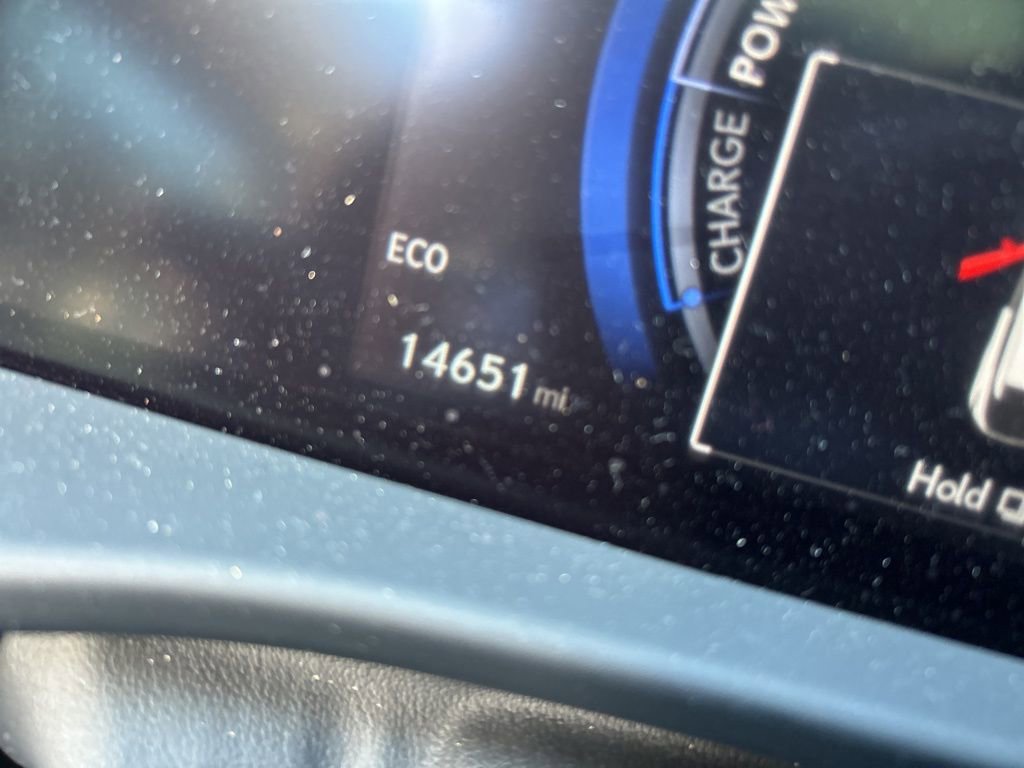 POW
CHARGE
ECO
14651 mi
Hold